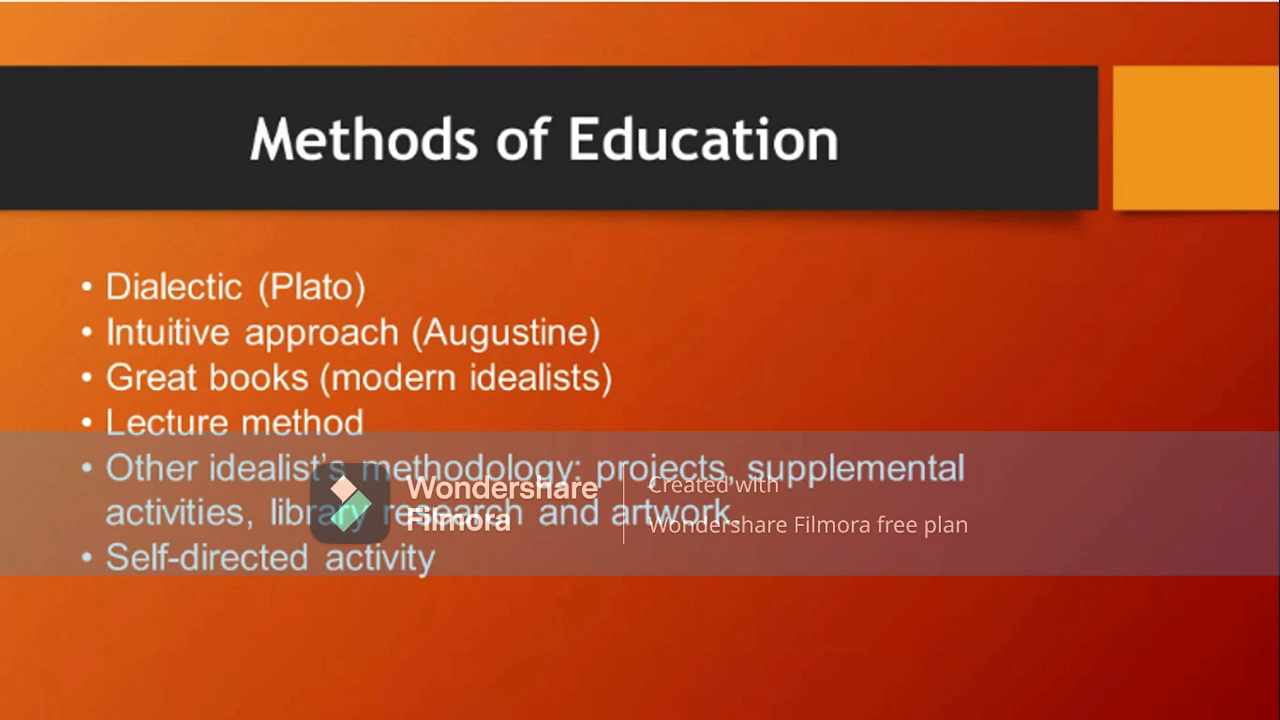 Methods of Education
• Dialectic (Plato)
• Intuitive approach (Augustine)
• Great books (modern idealists)
• Lecture method
• Other idealist's methodology: projects, supplemental
activities, library research and artwork.
• Self-directed activity
Wondershare
Filmora
Created with
Wondershare Filmora free plan